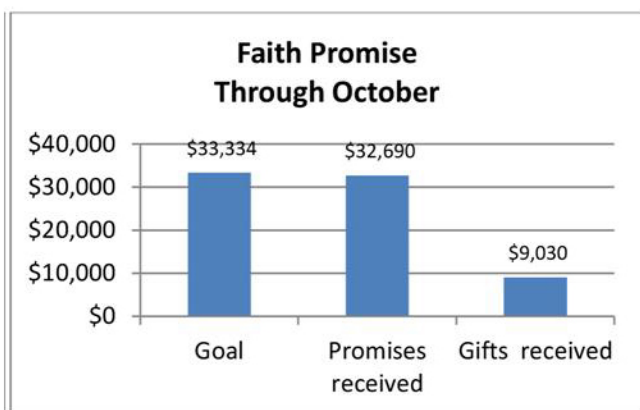 Faith Promise
Through October
$40,000
$30,000
$20,000
$10,000
$0
$33,334
$32,690
$9,030
Goal
Promises
received
Gifts received